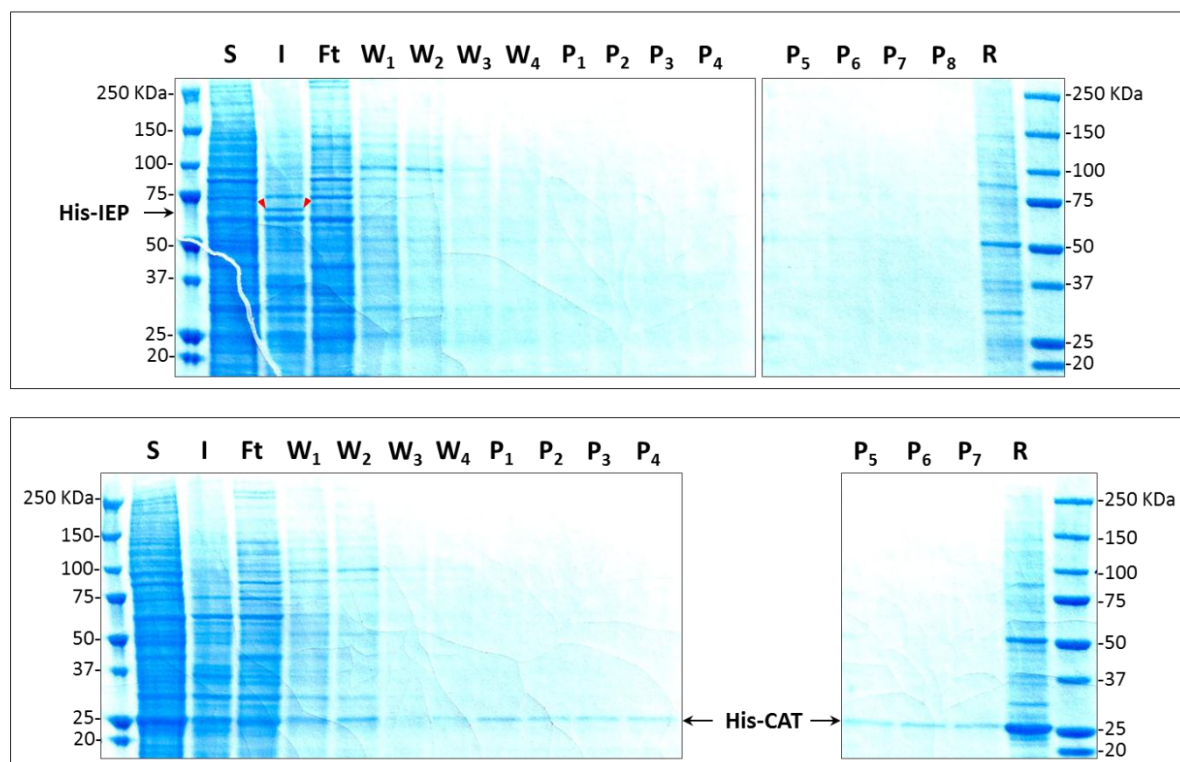 S I Ft W₁ W₂ W₃ W₄ P₁ P₂ P₃ P₄ P₅ P₆ P₇ P₈ R
250 KDa- -250 KDa
150- -150
100- -100
75- -75
His-IEP
50- -50
37- -37
25- -25
20- -20
S I Ft W₁ W₂ W₃ W₄ P₁ P₂ P₃ P₄ P₅ P₆ P₇ R
250 KDa- -250 KDa
150- -150
100- -100
75- -75
50- -50
37- -37
25- His-CAT -25
20- -20